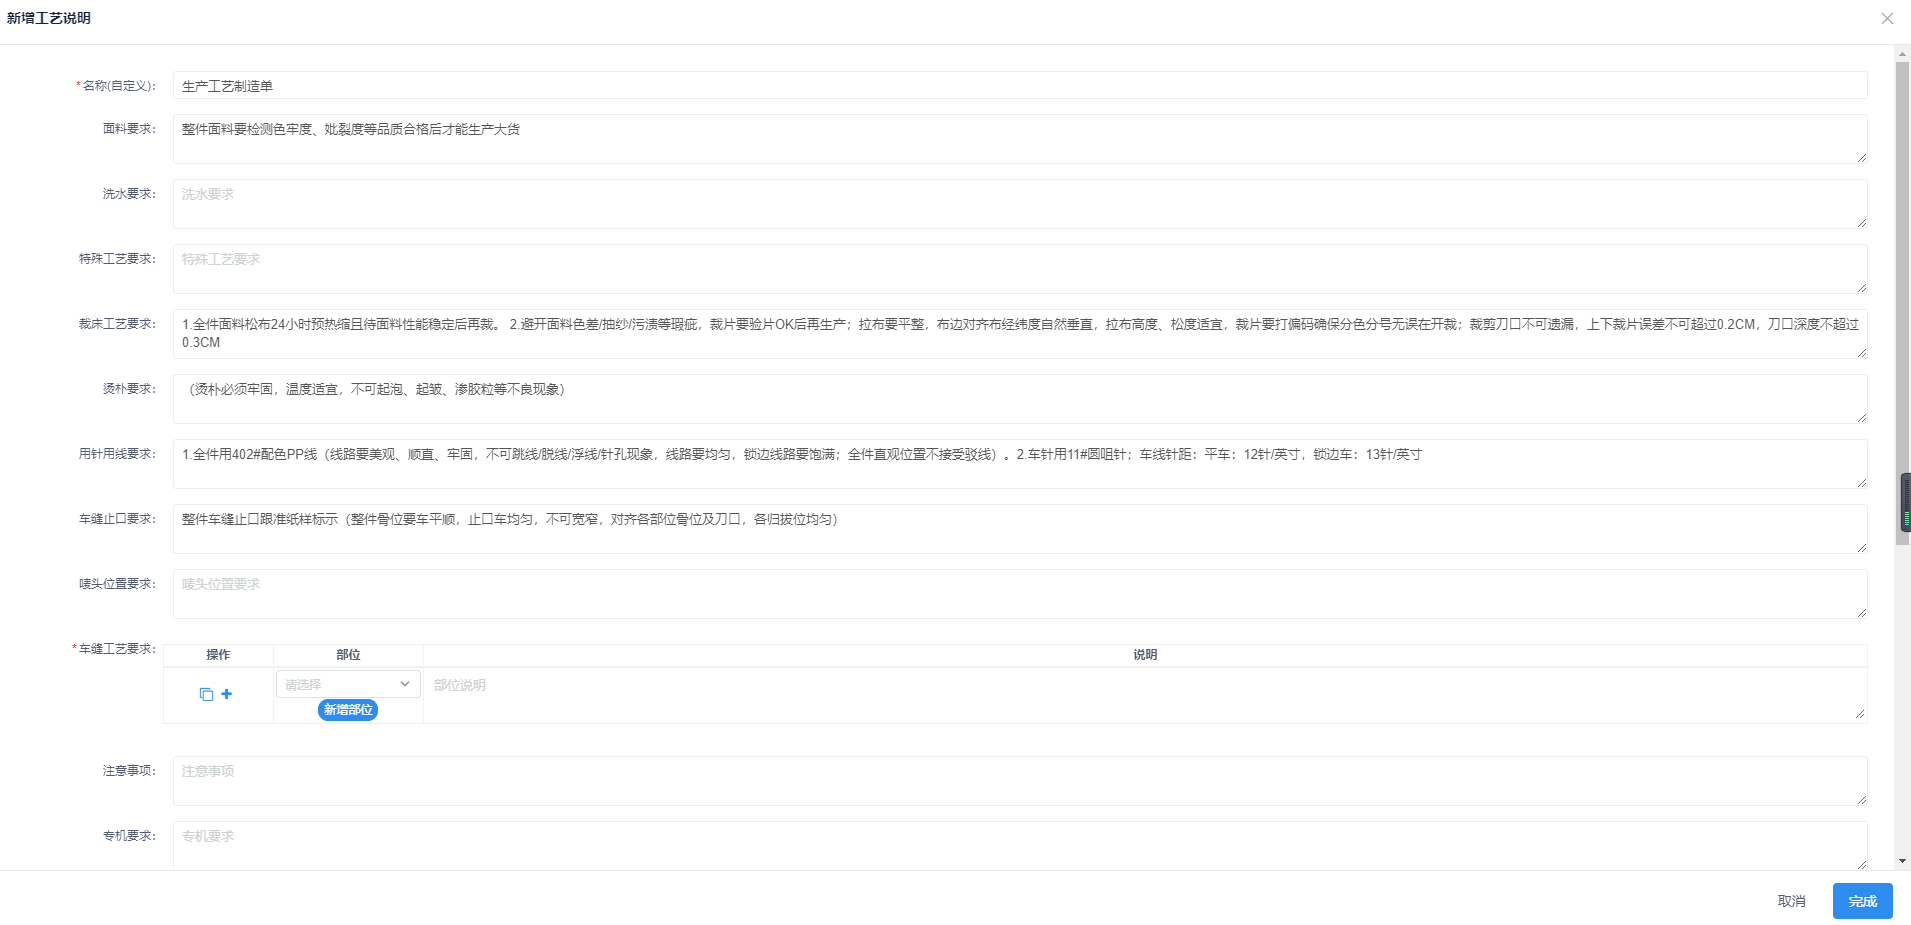 新增工艺说明
*名称(自定义)：
生产工艺制造单
面料要求：
整件面料要检测色牢度、妣裂度等品质合格后才能生产大货
洗水要求：
洗水要求
特殊工艺要求：
特殊工艺要求
裁床工艺要求：
1.全件面料松布24小时预热缩且待面料性能稳定后再裁。 2.避开面料色差/抽纱/污渍等瑕疵，裁片要验片OK后再生产；拉布要平整，布边对齐布经纬度自然垂直，拉布高度、松度适宜，裁片要打偏码确保分色分号无误在开裁；裁剪刀口不可遗漏，上下裁片误差不可超过0.2CM，刀口深度不超过
0.3CM
烫朴要求：
（烫朴必须牢固，温度适宜，不可起泡、起皱、渗胶粒等不良现象）
用针用线要求：
1.全件用402#配色PP线（线路要美观、顺直、牢固，不可跳线/脱线/浮线/针孔现象，线路要均匀，锁边线路要饱满；全件直观位置不接受驳线）。2.车针用11#圆咀针；车线针距：平车：12针/英寸，锁边车：13针/英寸
车缝止口要求：
整件车缝止口跟准纸样标示（整件骨位要车平顺，止口车均匀，不可宽窄，对齐各部位骨位及刀口，各归拔位均匀）
唛头位置要求：
唛头位置要求
*车缝工艺要求：
操作 部位 说明
请选择 部位说明
新增部位
注意事项：
注意事项
专机要求：
专机要求
取消 完成